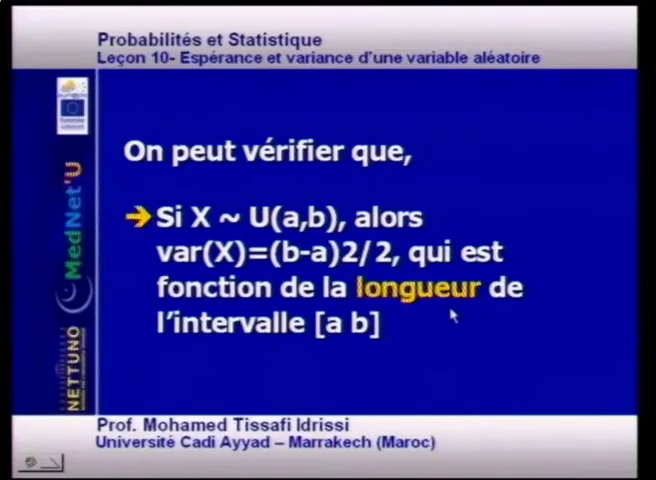 Probabilités et Statistique
Leçon 10- Espérance et variance d'une variable aléatoire
On peut vérifier que,
Si X ~ U(a,b), alors
var(X)=(b-a)2/2, qui est
fonction de la longueur de
l'intervalle [a b]
MedNet'U
NETTUNO
Prof. Mohamed Tissafi Idrissi
Université Cadi Ayyad – Marrakech (Maroc)